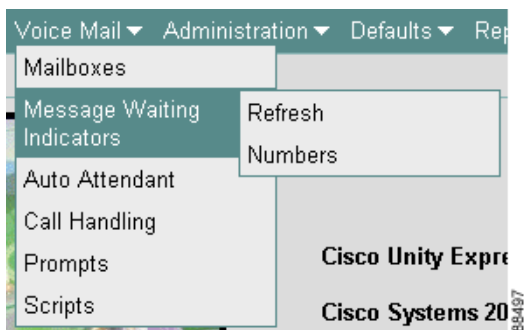 Voice Mail Administration Defaults
Mailboxes
Message Waiting
Indicators
Refresh
Numbers
Auto Attendant
Call Handling
Prompts
Scripts
Cisco Unity
Cisco Systems 20
88497